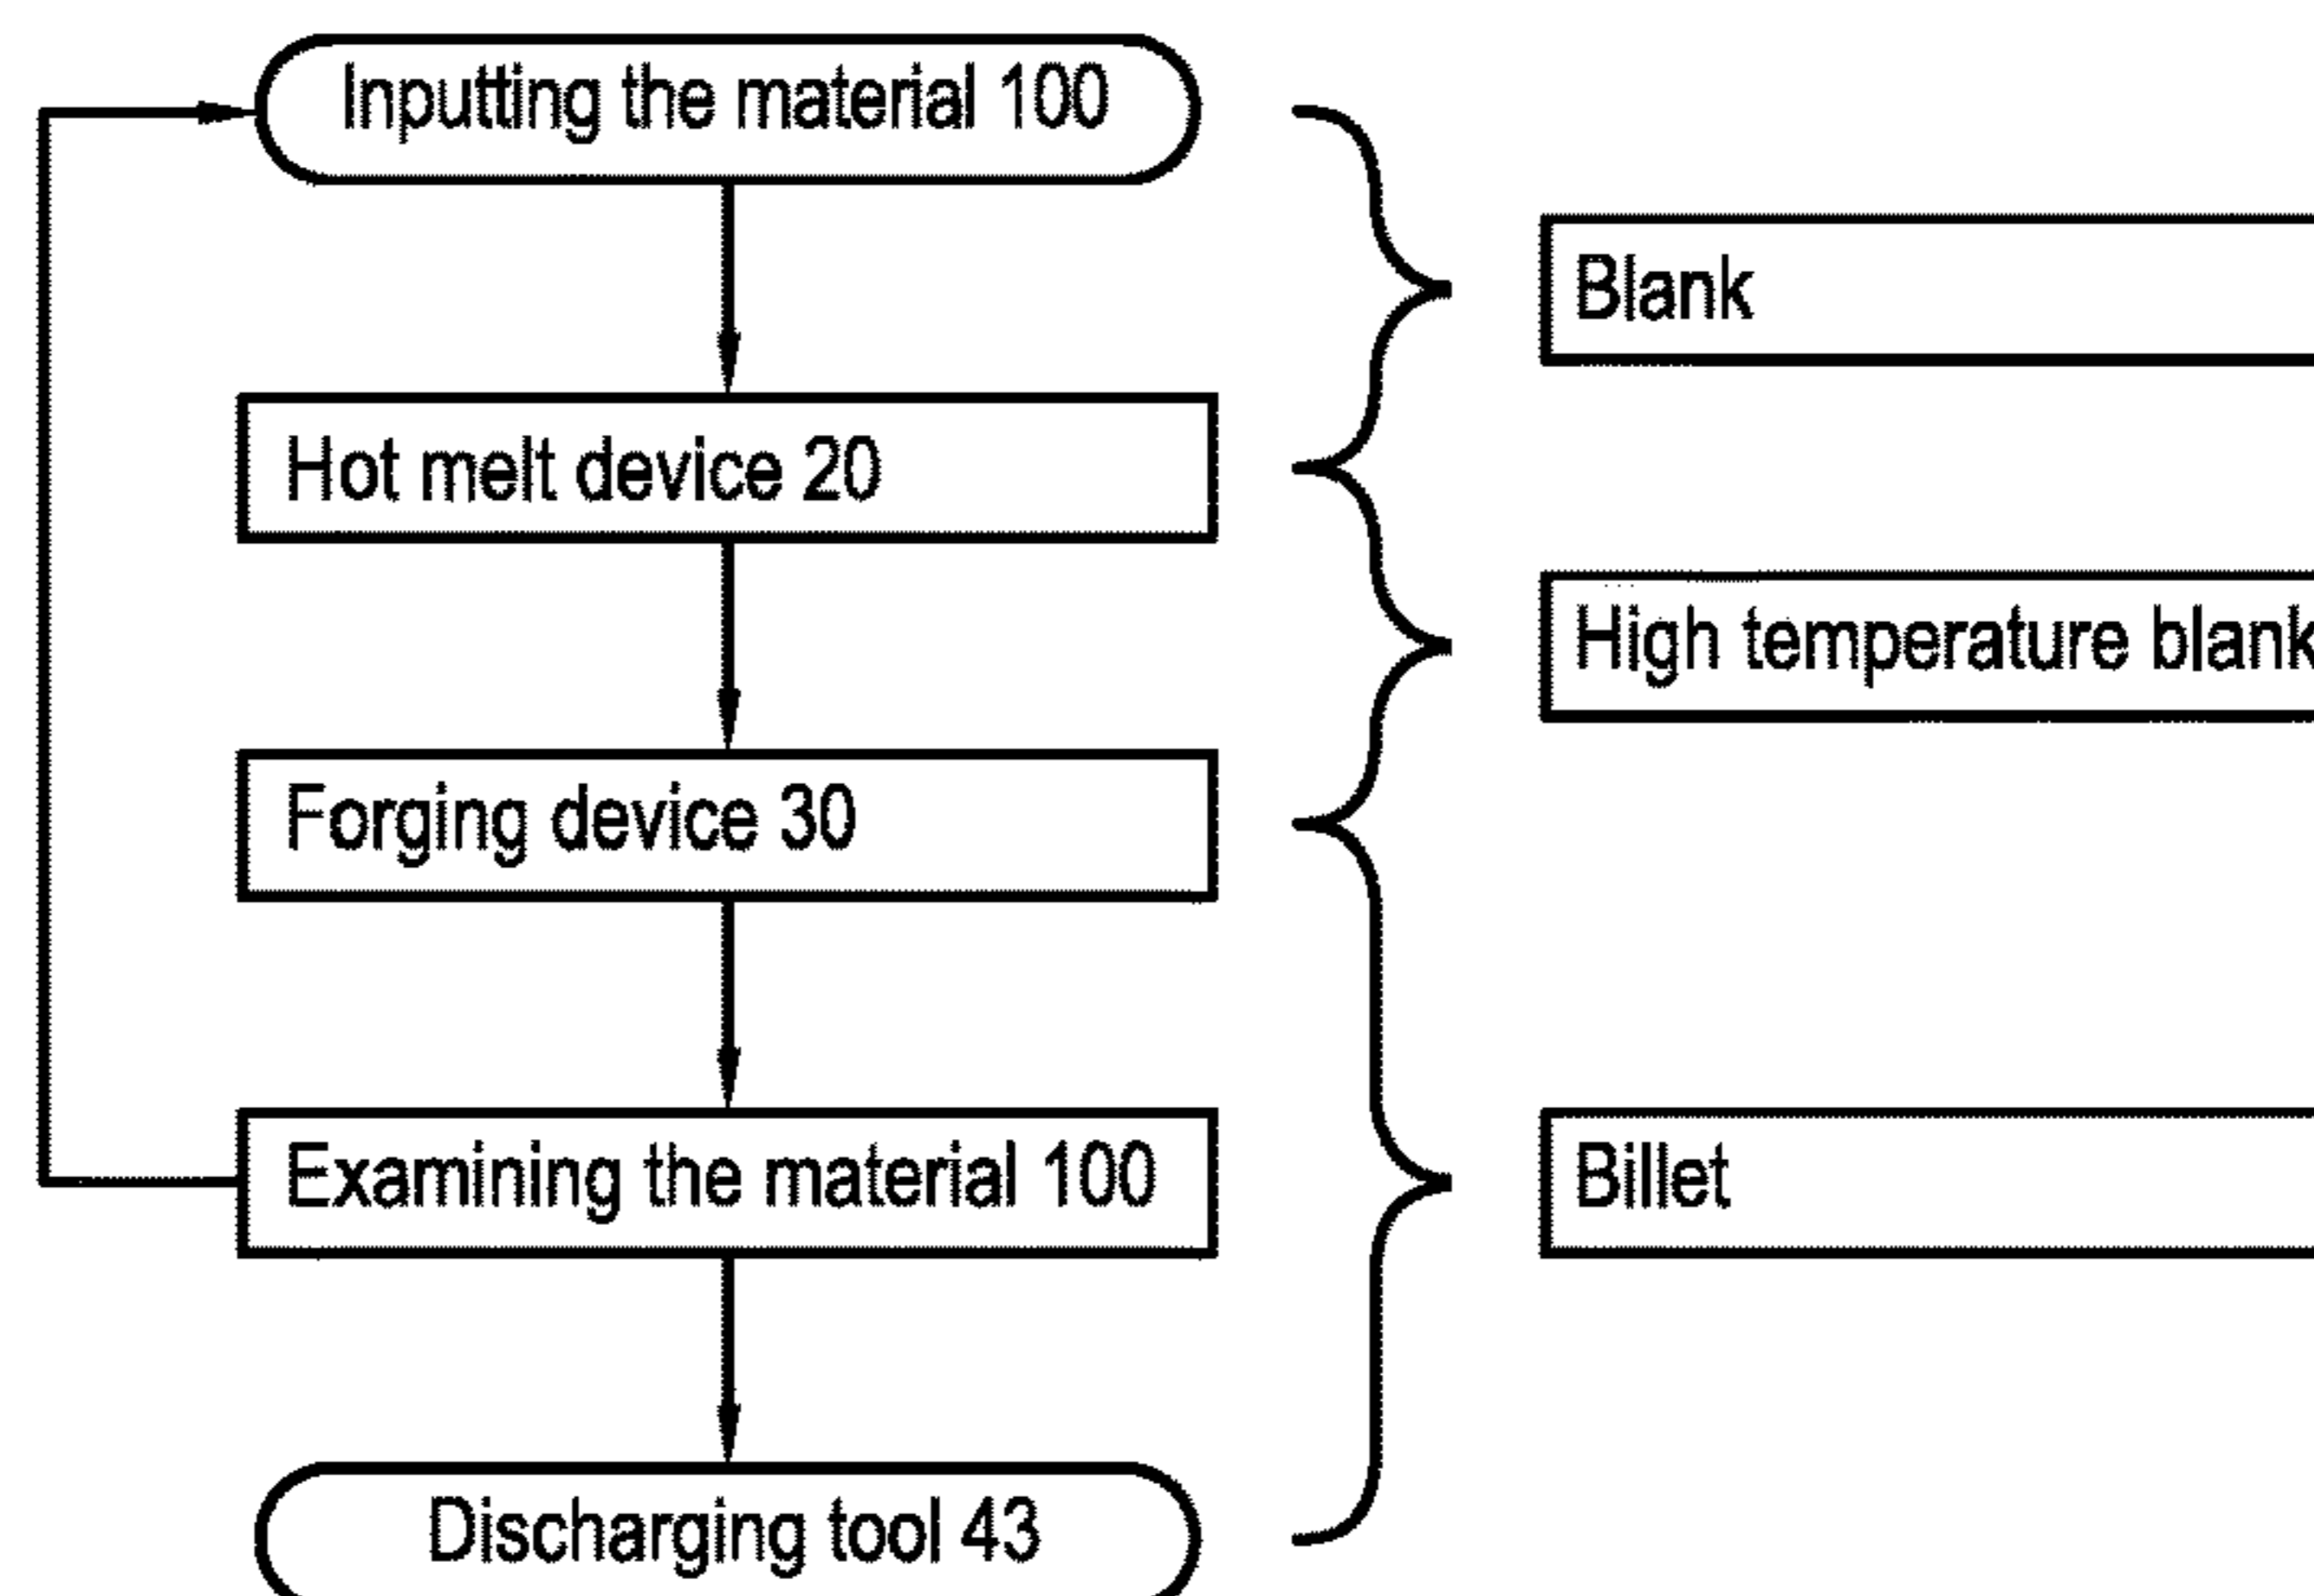 Inputting the material 100
Blank
Hot melt device 20
High temperature blank
Forging device 30
Examining the material 100
Billet
Discharging tool 43